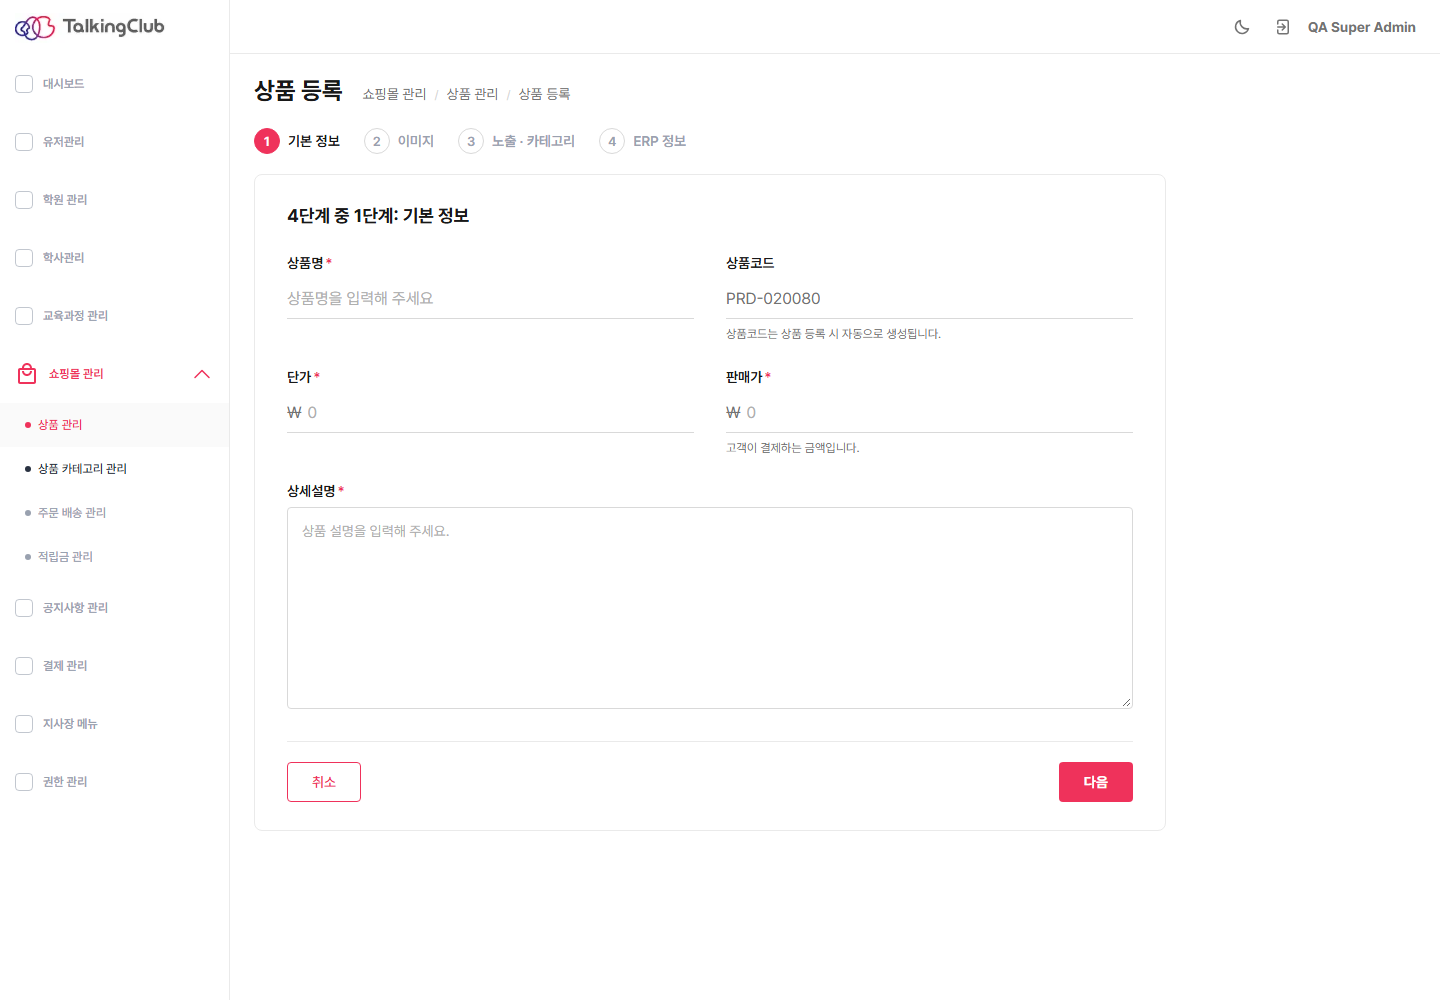 TalkingClub
QA Super Admin
대시보드
유저관리
학원 관리
학사관리
교육과정 관리
쇼핑몰 관리
상품 관리
상품 카테고리 관리
주문 배송 관리
적립금 관리
공지사항 관리
결제 관리
지사장 메뉴
권한 관리
상품 등록
쇼핑몰 관리 / 상품 관리 / 상품 등록
1 기본 정보 2 이미지 3 노출 · 카테고리 4 ERP 정보
4단계 중 1단계: 기본 정보
상품명 *
상품명을 입력해 주세요
상품코드
PRD-020080
상품코드는 상품 등록 시 자동으로 생성됩니다.
단가 *
₩ 0
판매가 *
₩ 0
고객이 결제하는 금액입니다.
상세설명 *
상품 설명을 입력해 주세요.
취소
다음